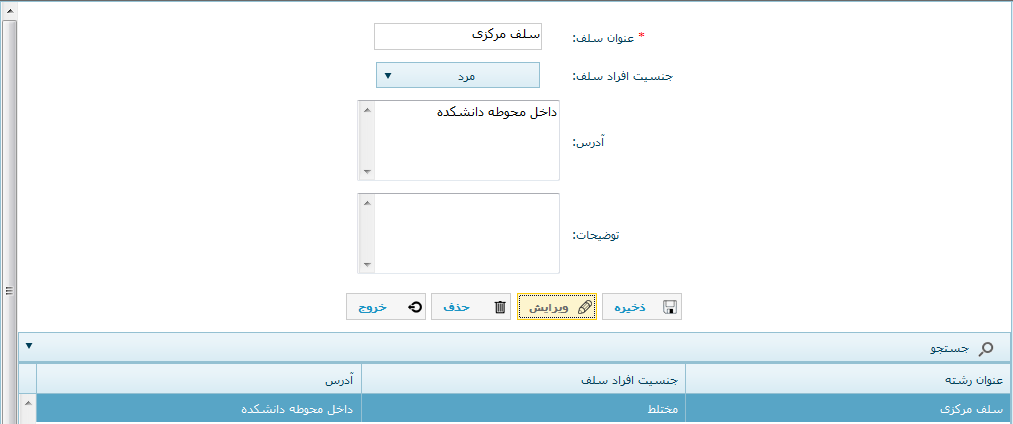 * عنوان سلف: سلف مرکزی
جنسیت افراد سلف: مرد
آدرس: داخل محوطه دانشکده
توضیحات:
ذخیره ویرایش حذف خروج
جستجو
عنوان رشته جنسیت افراد سلف آدرس
سلف مرکزی مختلط داخل محوطه دانشکده